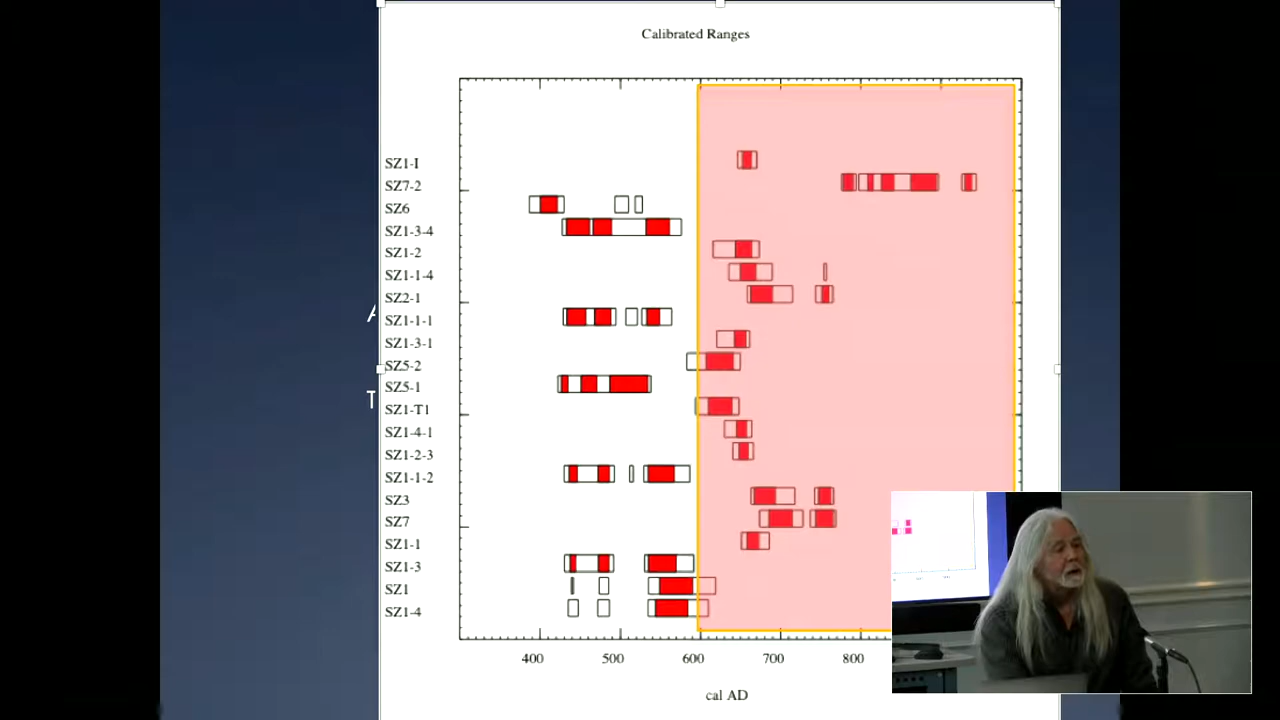 Calibrated Ranges
SZ1-I
SZ7-2
SZ6
SZ1-3-4
SZ1-2
SZ1-1-4
SZ2-1
SZ1-1-1
SZ1-3-1
SZ5-2
SZ5-1
SZ1-T1
SZ1-4-1
SZ1-2-3
SZ1-1-2
SZ3
SZ7
SZ1-1
SZ1-3
SZ1
SZ1-4
400 500 600 700 800
cal AD